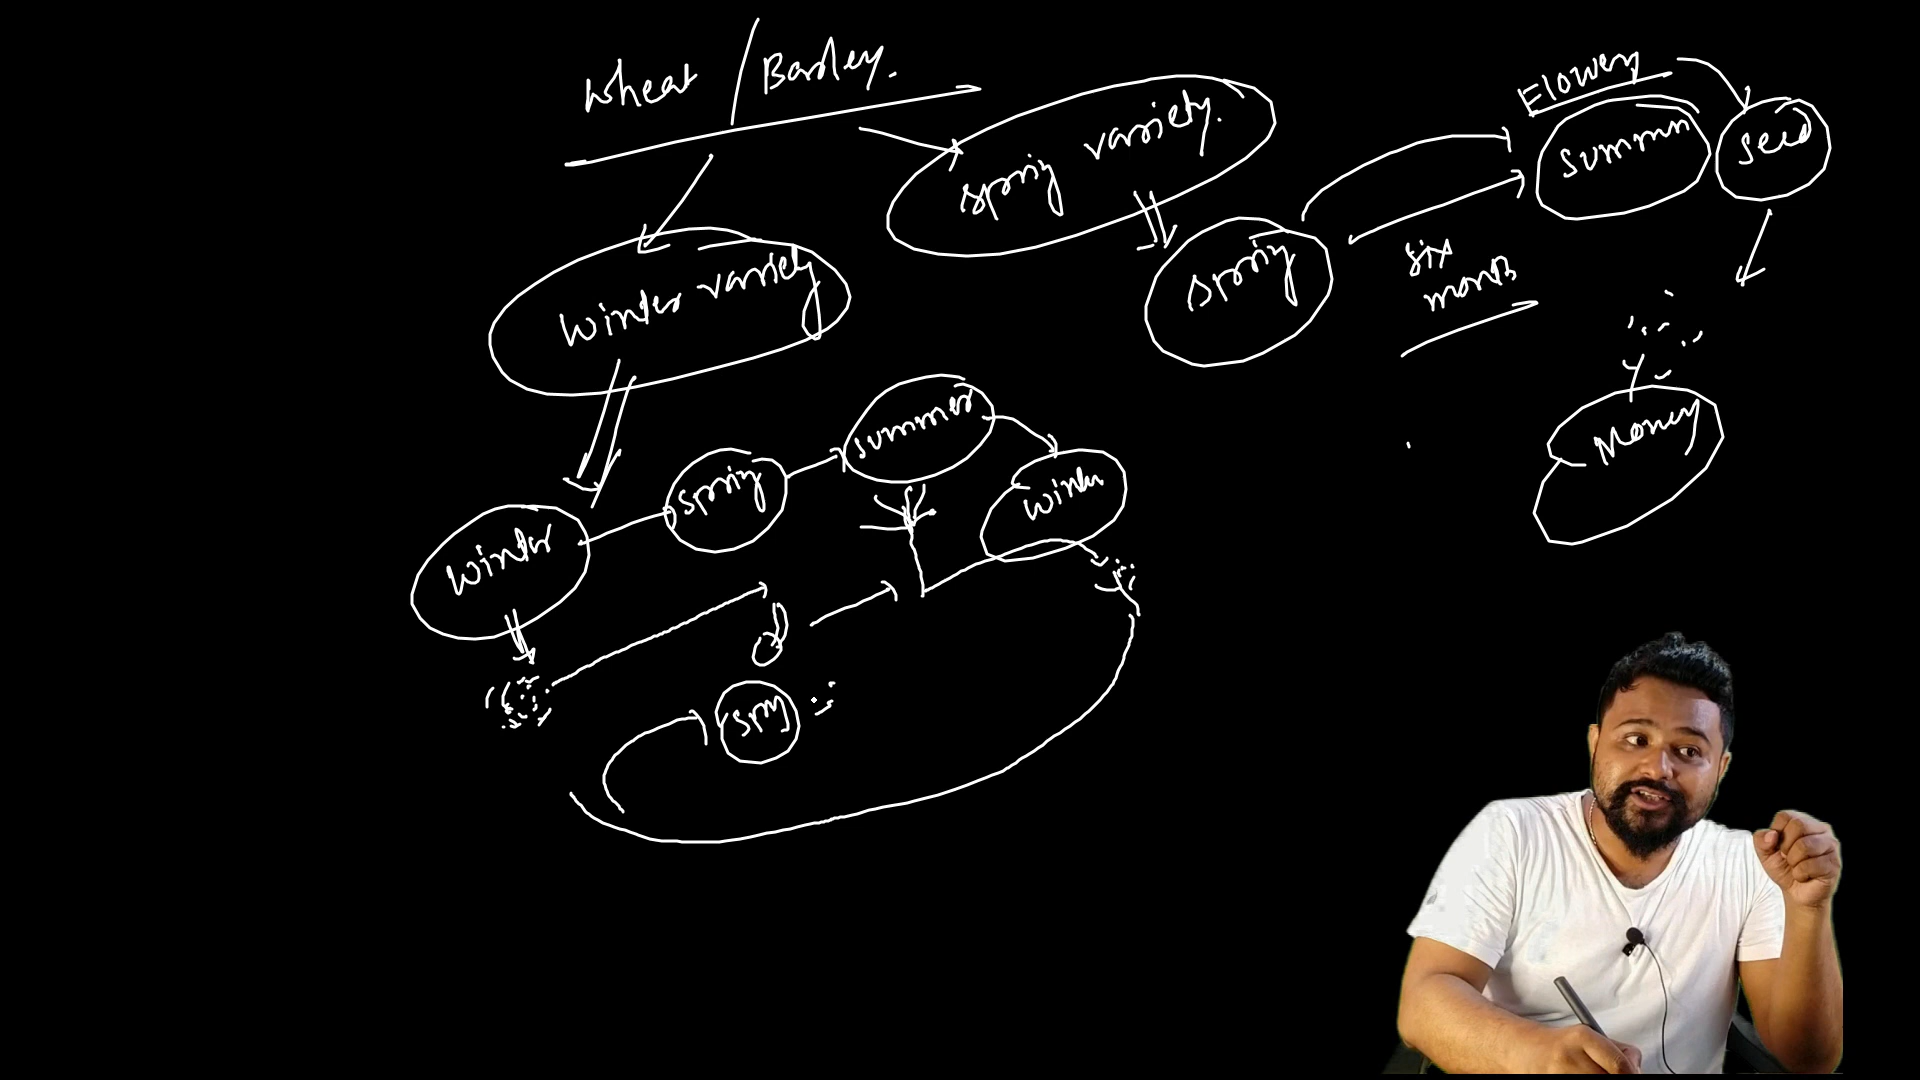 Wheat / Barley.
Spring variety.
Winter variety
Spring
six
months
Flowery
Summer
Seed
Money
Winter
Spring
Summer
Winter
Spring